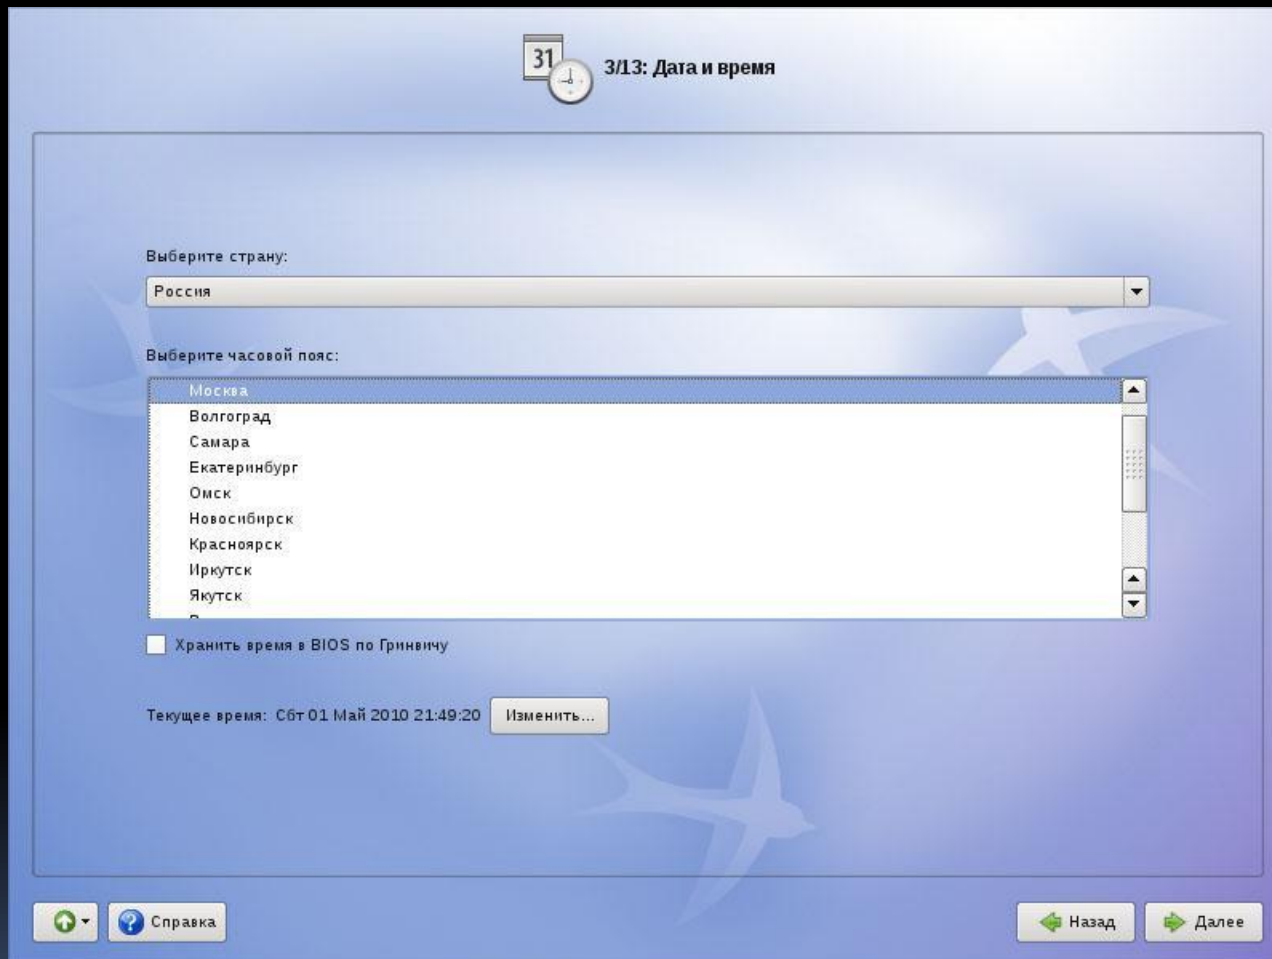 31
3/13: Дата и время
Выберите страну:
Россия
Выберите часовой пояс:
Москва
Волгоград
Самара
Екатеринбург
Омск
Новосибирск
Красноярск
Иркутск
Якутск
Хранить время в BIOS по Гринвичу
Текущее время: Сбт 01 Май 2010 21:49:20 Изменить...
Справка Назад Далее